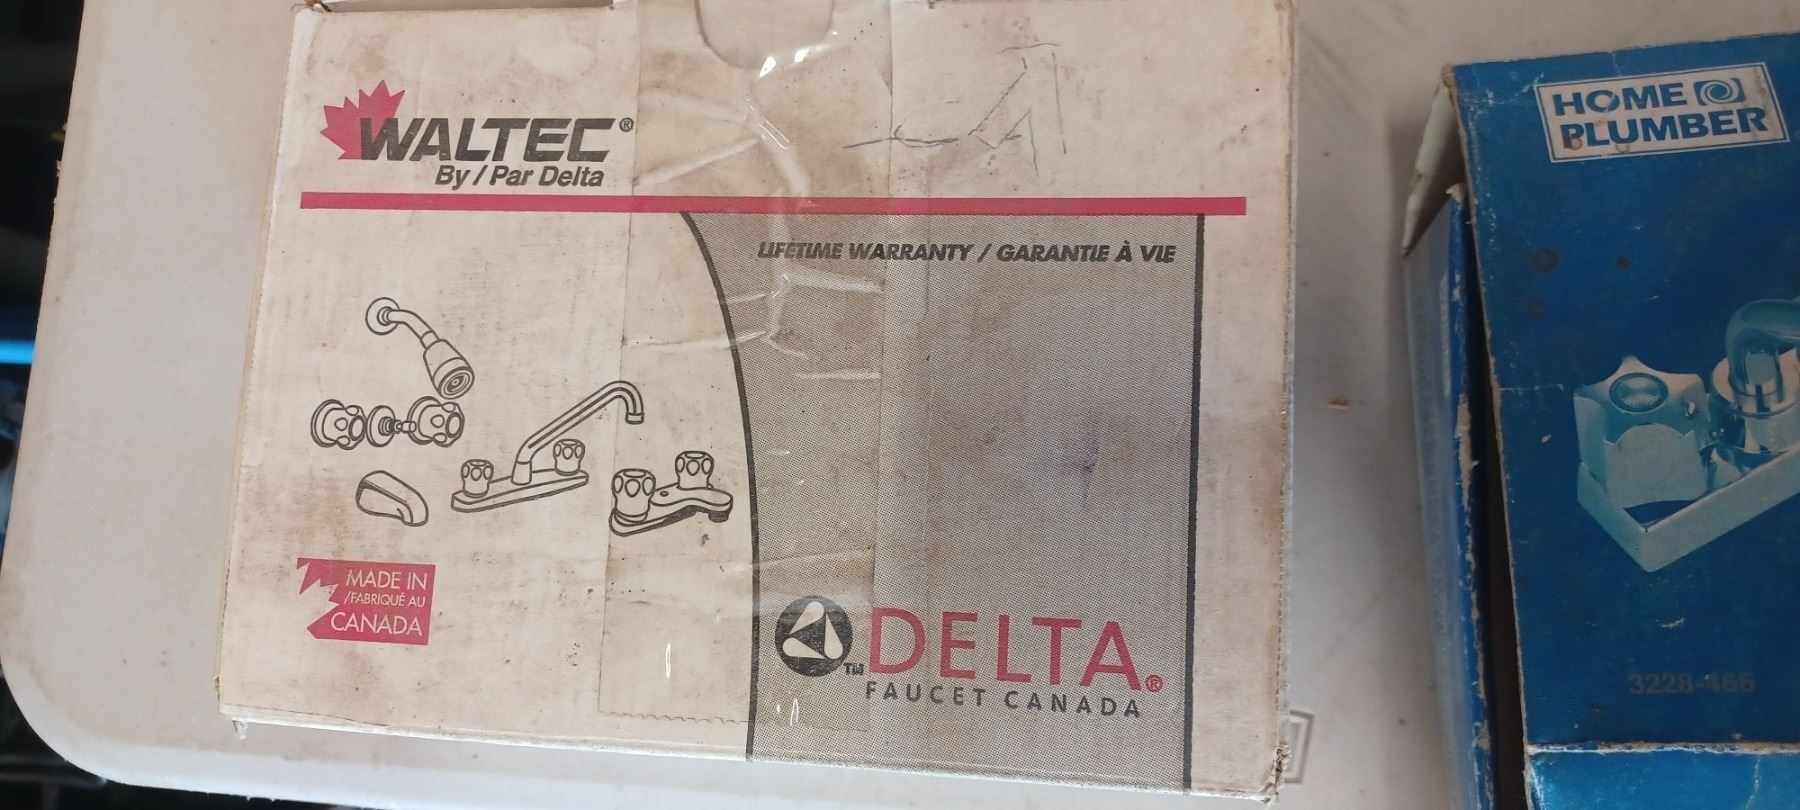 WALTEC®
By / Par Delta
LIFETIME WARRANTY / GARANTIE À VIE
MADE IN
/FABRIQUÉ AU
CANADA
™DELTA®
FAUCET CANADA
HOME
PLUMBER
3228-466